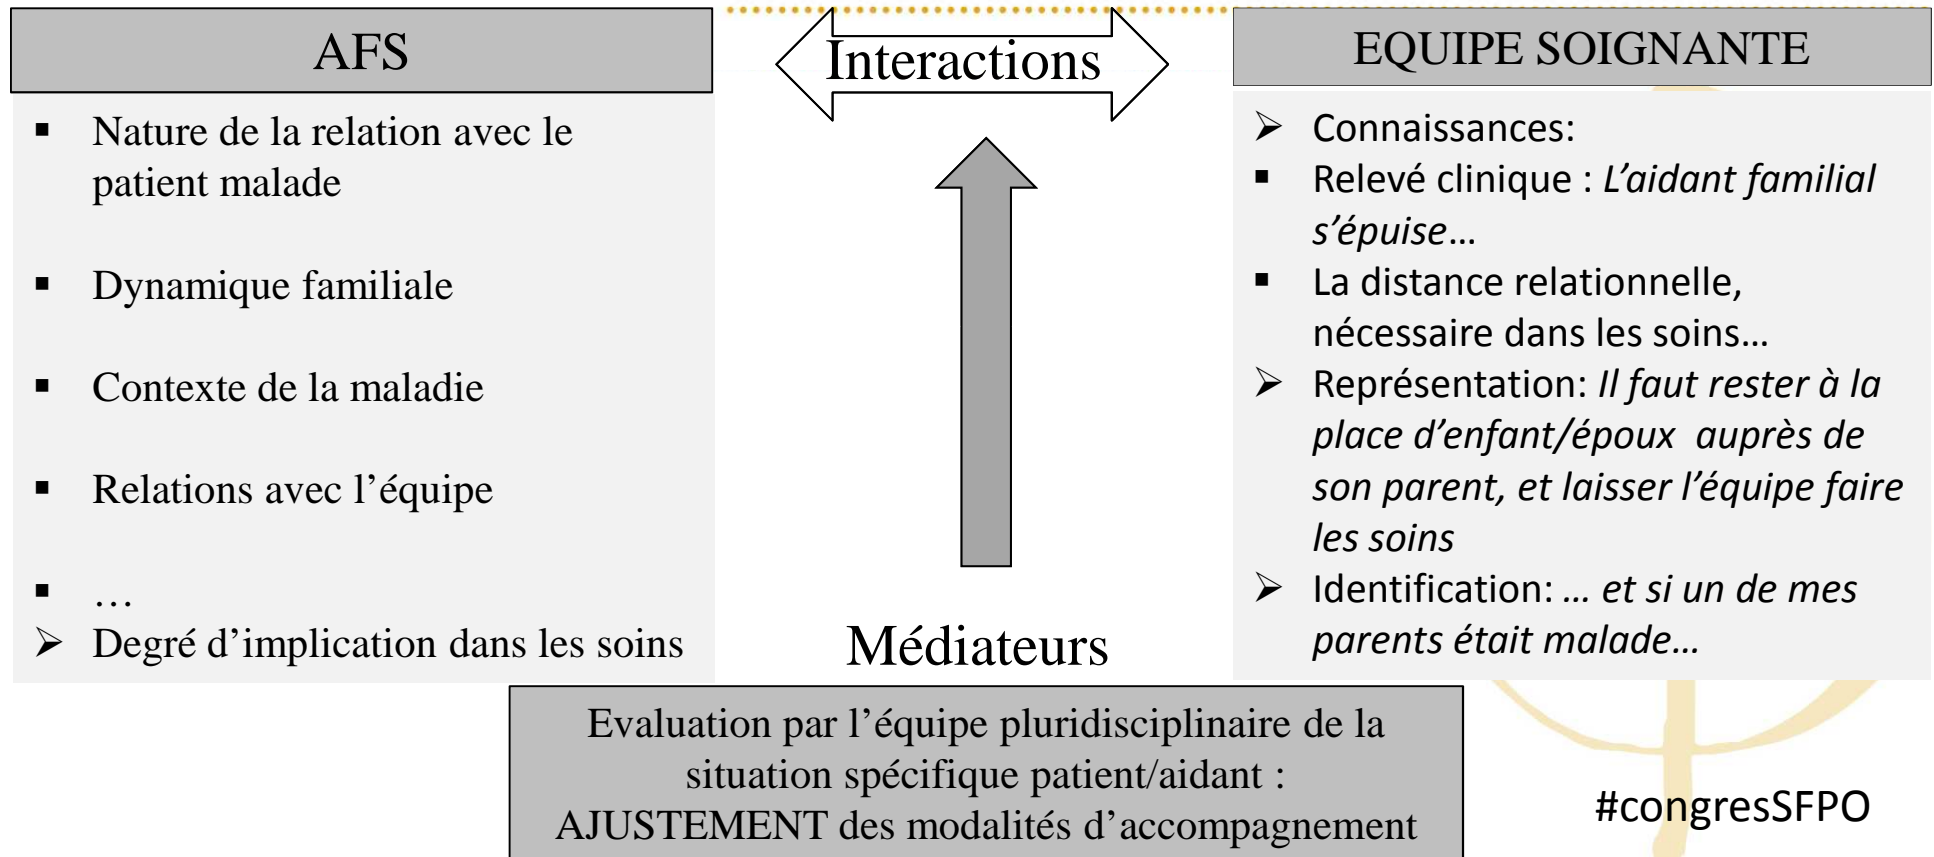 AFS
▪ Nature de la relation avec le
patient malade
▪ Dynamique familiale
▪ Contexte de la maladie
▪ Relations avec l’équipe
▪ …
➢ Degré d’implication dans les soins
Interactions
Médiateurs
EQUIPE SOIGNANTE
➢ Connaissances:
▪ Relevé clinique : L’aidant familial
s’épuise…
▪ La distance relationnelle,
nécessaire dans les soins…
➢ Représentation: Il faut rester à la
place d’enfant/époux auprès de
son parent, et laisser l’équipe faire
les soins
➢ Identification: … et si un de mes
parents était malade…
Evaluation par l’équipe pluridisciplinaire de la
situation spécifique patient/aidant :
AJUSTEMENT des modalités d’accompagnement
#congresSFPO